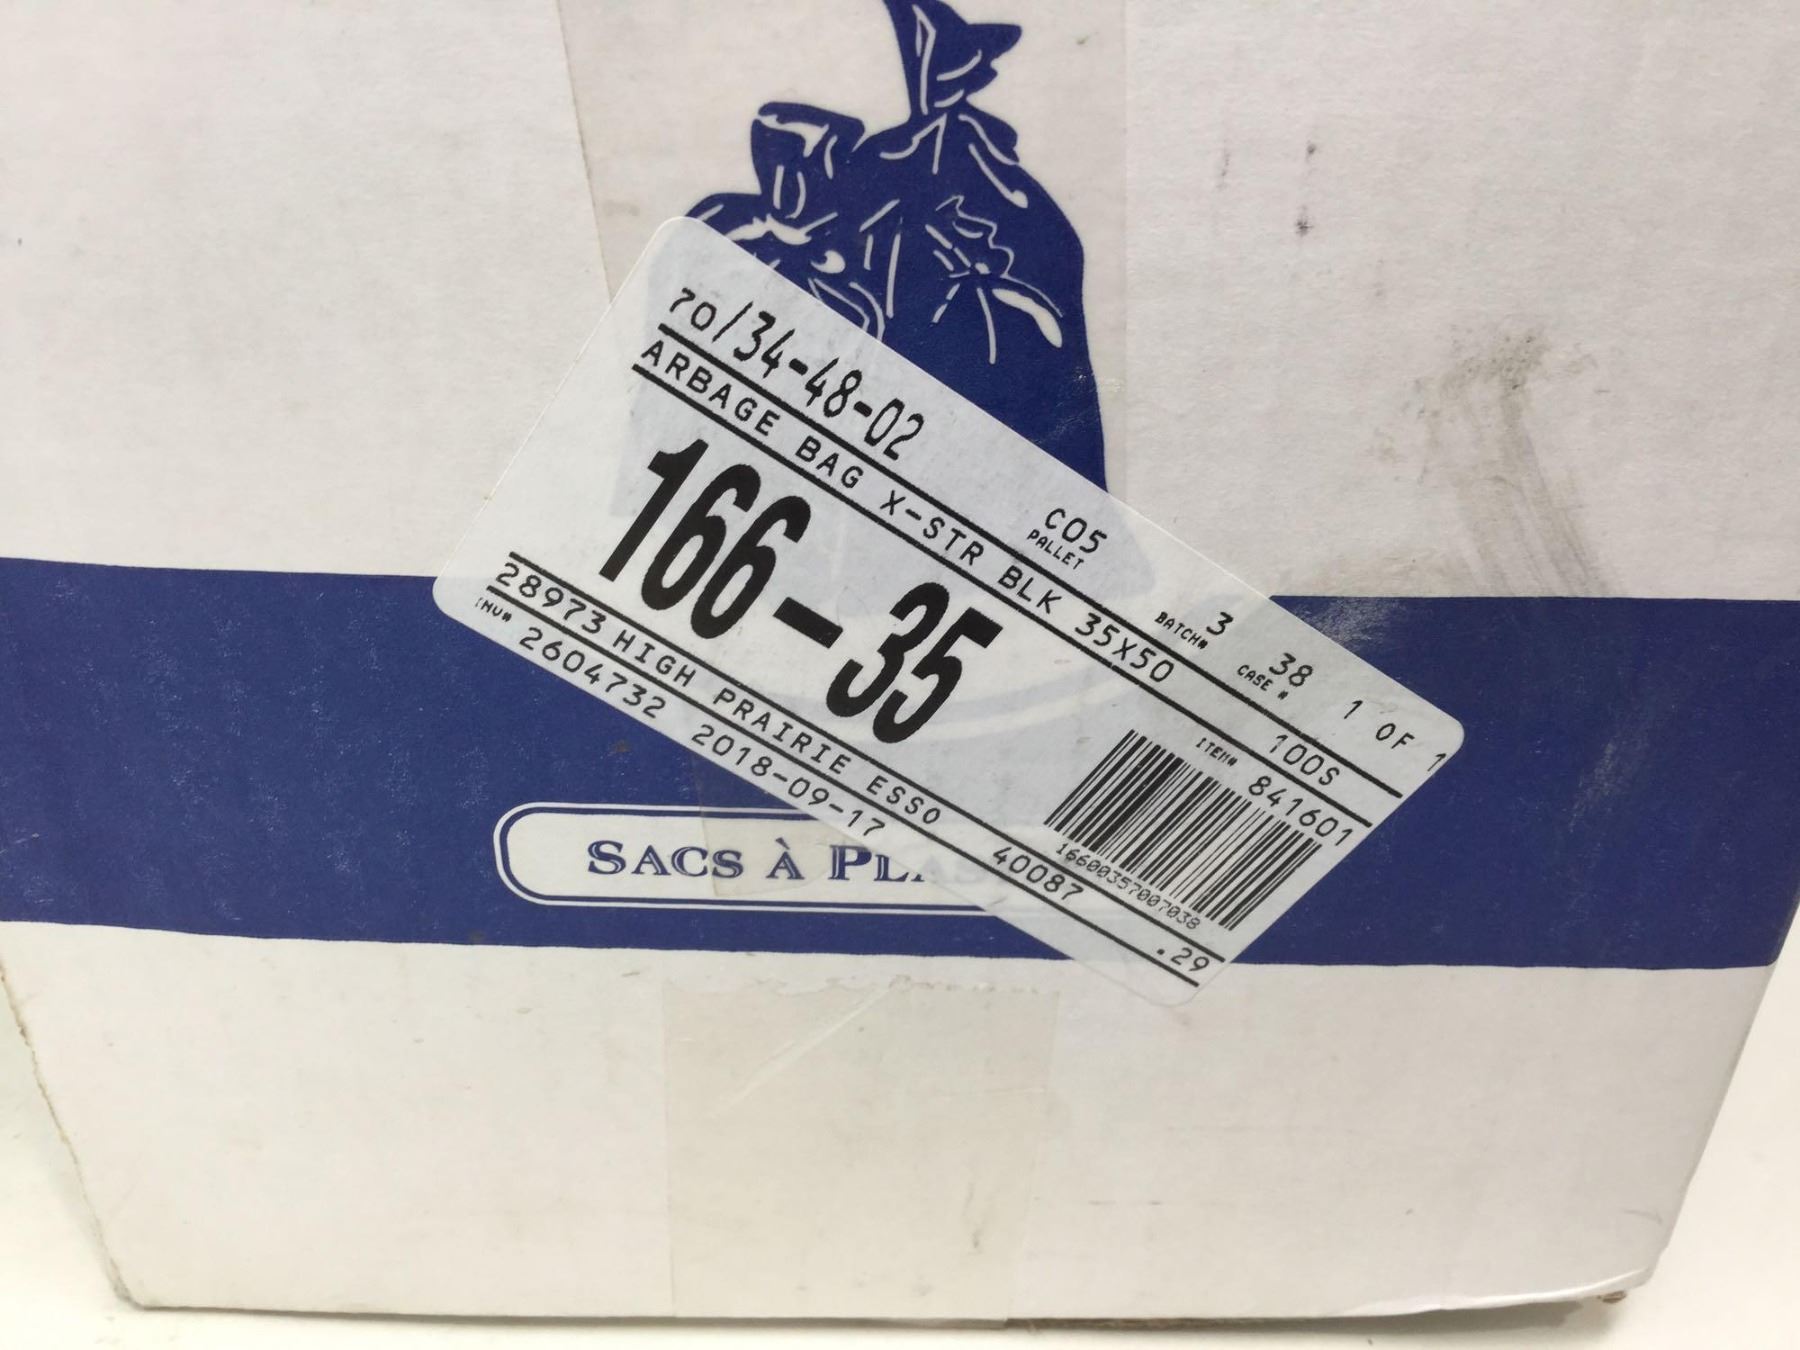 70/34-48-02 C05 3 38 1 OF 1
PALLET BATCH# CASE #
ARBAGE BAG X-STR BLK 35X50 100S
166-35
ITEM# 841601
16600357007038
28973 HIGH PRAIRIE ESSO 40087
INV# 2604732 2018-09-17 .29
SACS À PLAS